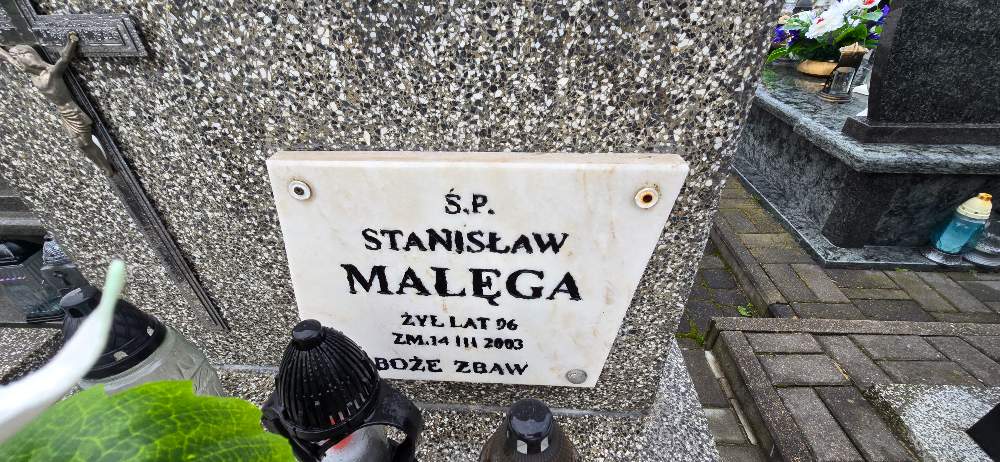 Ś.P.
STANISŁAW
MALĘGA
ŻYŁ LAT 96
ZM. 14 III 2003
BOŻE ZBAW